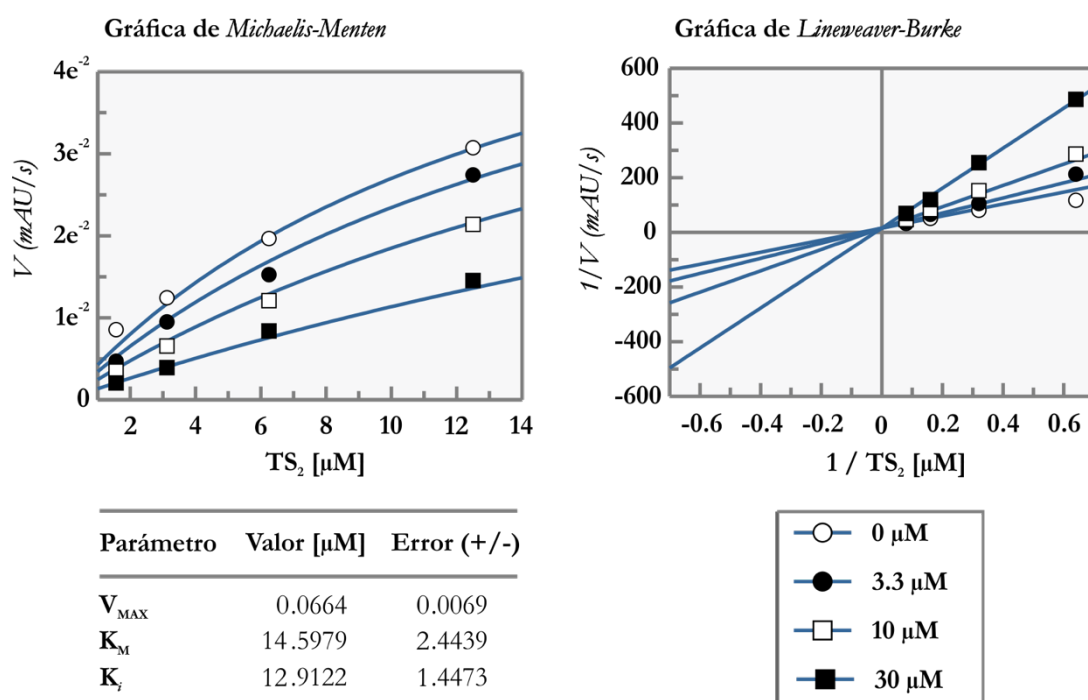 Gráfica de Michaelis-Menten
4e⁻²
3e⁻²
2e⁻²
1e⁻²
0
V (mAU/s)
2 4 6 8 10 12 14
TS₂ [µM]
Gráfica de Lineweaver-Burke
600
400
200
0
-200
-400
-600
1/V (mAU/s)
-0.6 -0.4 -0.2 0 0.2 0.4 0.6
1 / TS₂ [µM]
Parámetro Valor [µM] Error (+/-)
V_MAX 0.0664 0.0069
K_M 14.5979 2.4439
K_i 12.9122 1.4473
0 µM
3.3 µM
10 µM
30 µM